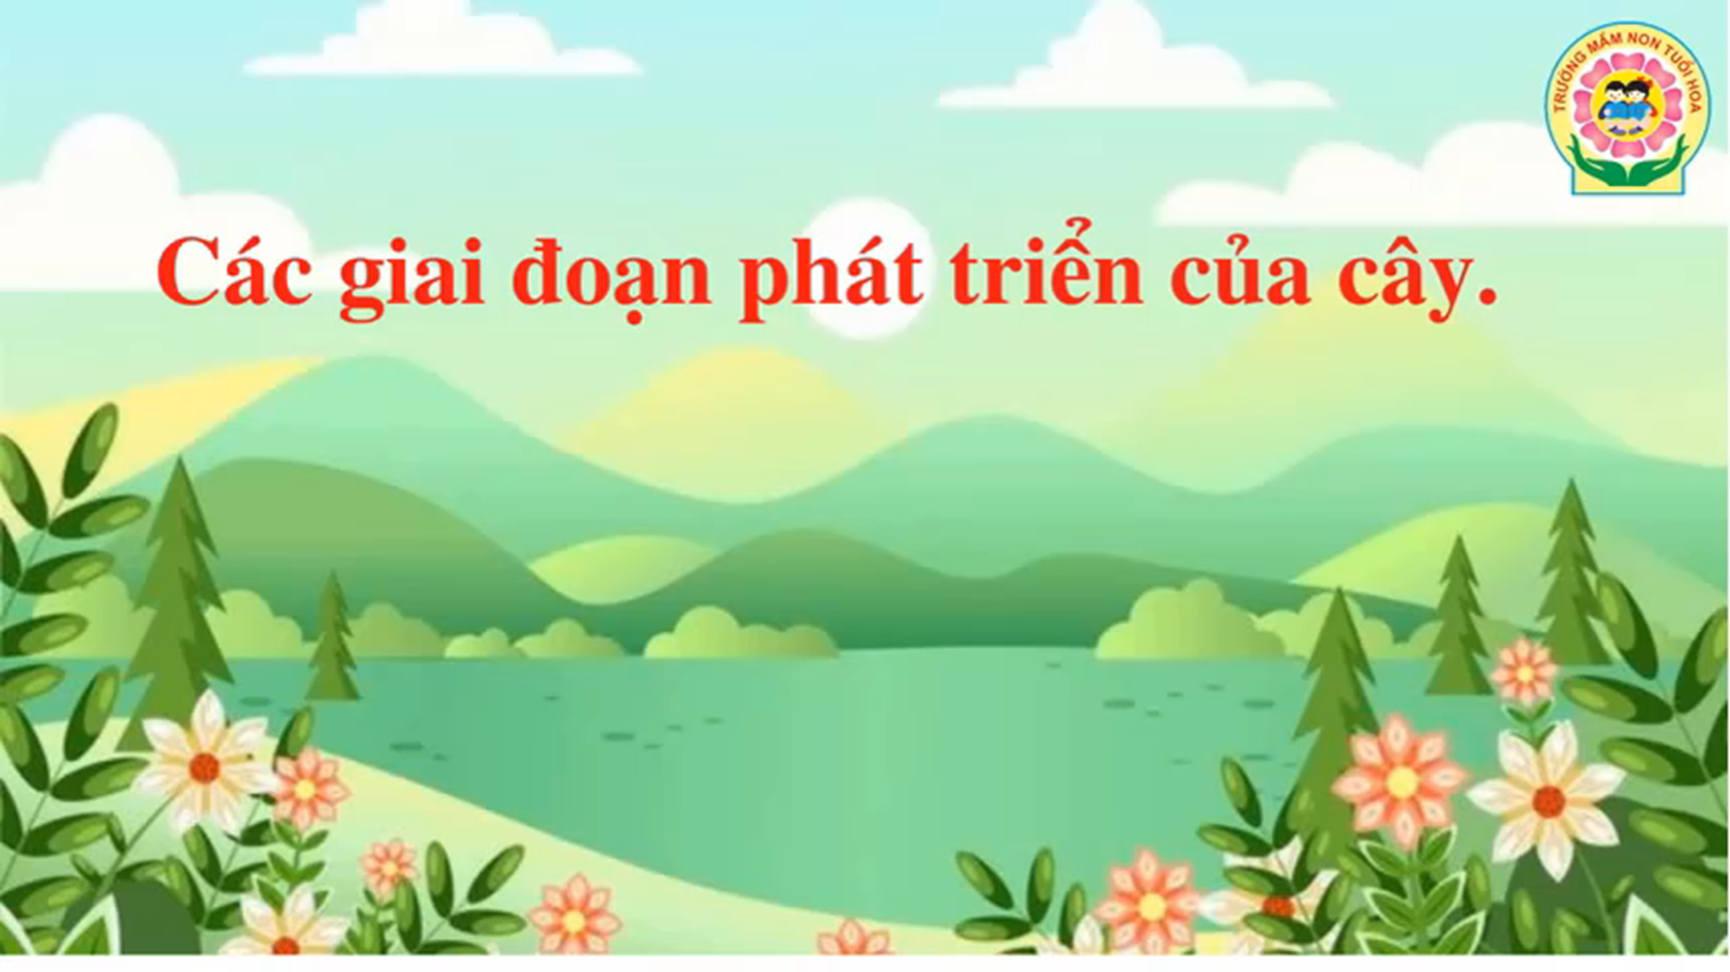 TRƯỜNG MẦM NON TUỔI HOA
Các giai đoạn phát triển của cây.